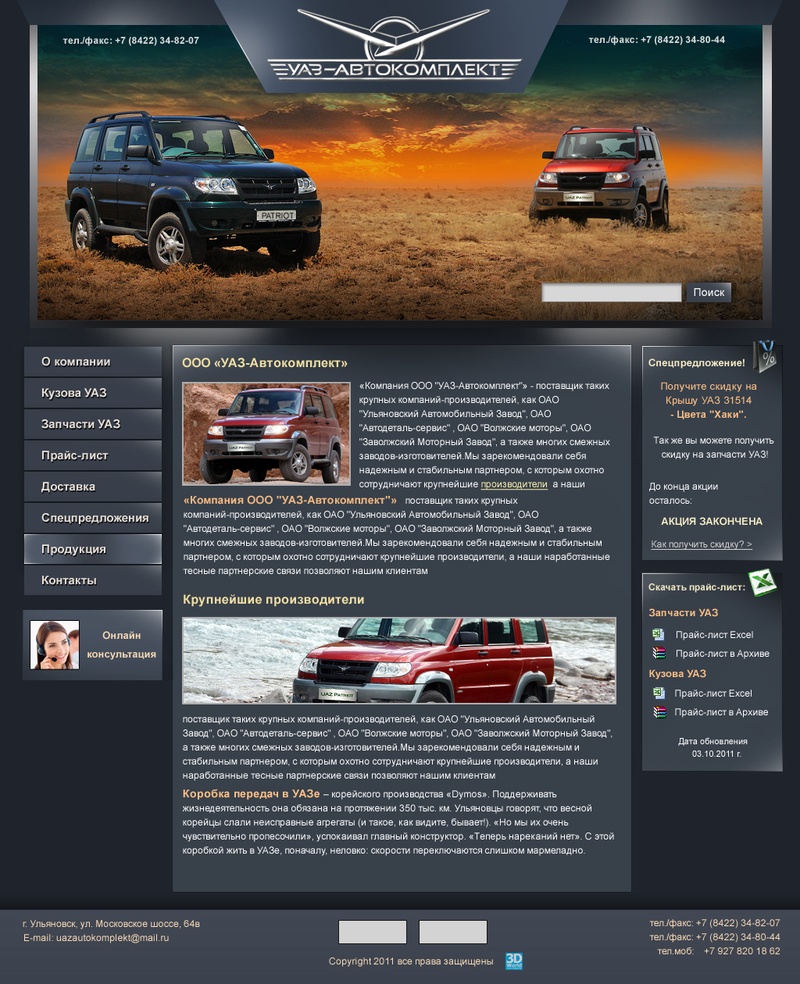 тел./факс: +7 (8422) 34-82-07
УАЗ-АВТОКОМПЛЕКТ
тел./факс: +7 (8422) 34-80-44
PATRIOT
UAZ PATRIOT
Поиск
О компании
Кузова УАЗ
Запчасти УАЗ
Прайс-лист
Доставка
Спецпредложения
Продукция
Контакты
Онлайн
консультация
ООО «УАЗ-Автокомплект»
UAZ PATRIOT
«Компания ООО "УАЗ-Автокомплект"» - поставщик таких
крупных компаний-производителей, как ОАО
"Ульяновский Автомобильный Завод", ОАО
"Автодеталь-сервис" , ОАО "Волжские моторы", ОАО
"Заволжский Моторный Завод", а также многих смежных
заводов-изготовителей.Мы зарекомендовали себя
надежным и стабильным партнером, с которым охотно
сотрудничают крупнейшие производители а наши
«Компания ООО "УАЗ-Автокомплект"» поставщик таких крупных
компаний-производителей, как ОАО "Ульяновский Автомобильный Завод", ОАО
"Автодеталь-сервис" , ОАО "Волжские моторы", ОАО "Заволжский Моторный Завод", а также
многих смежных заводов-изготовителей.Мы зарекомендовали себя надежным и стабильным
партнером, с которым охотно сотрудничают крупнейшие производители, а наши наработанные
тесные партнерские связи позволяют нашим клиентам
Крупнейшие производители
UAZ PATRIOT
поставщик таких крупных компаний-производителей, как ОАО "Ульяновский Автомобильный
Завод", ОАО "Автодеталь-сервис" , ОАО "Волжские моторы", ОАО "Заволжский Моторный Завод",
а также многих смежных заводов-изготовителей.Мы зарекомендовали себя надежным и
стабильным партнером, с которым охотно сотрудничают крупнейшие производители, а наши
наработанные тесные партнерские связи позволяют нашим клиентам
Коробка передач в УАЗе – корейского производства «Dymos». Поддерживать
жизнедеятельность она обязана на протяжении 350 тыс. км. Ульяновцы говорят, что весной
корейцы слали неисправные агрегаты (и такое, как видите, бывает!). «Но мы их очень
чувствительно пропесочили», успокаивал главный конструктор. «Теперь нареканий нет». С этой
коробкой жить в УАЗе, поначалу, неловко: скорости переключаются слишком мармеладно.
Спецпредложение!
%
Получите скидку на
Крышу УАЗ 31514
- Цвета "Хаки".
Так же вы можете получить
скидку на запчасти УАЗ!
До конца акции
осталось:
АКЦИЯ ЗАКОНЧЕНА
Как получить скидку? >
Скачать прайс-лист:
Запчасти УАЗ
Прайс-лист Excel
Прайс-лист в Архиве
Кузова УАЗ
Прайс-лист Excel
Прайс-лист в Архиве
Дата обновления
03.10.2011 г.
г. Ульяновск, ул. Московское шоссе, 64в
E-mail: uazautokomplekt@mail.ru
Copyright 2011 все права защищены
3D
World
тел./факс: +7 (8422) 34-82-07
тел./факс: +7 (8422) 34-80-44
тел.моб: +7 927 820 18 62